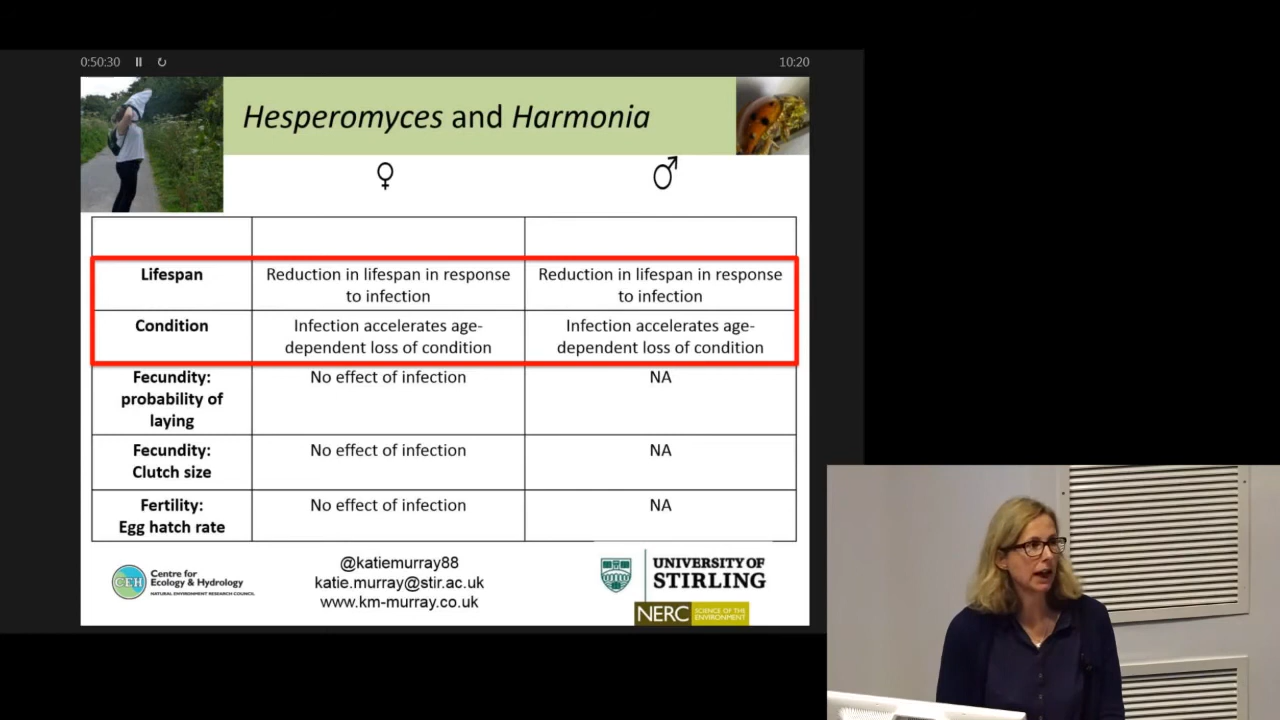 0:50:30
10:20
Hesperomyces and Harmonia
♀
♂
Lifespan
Reduction in lifespan in response
to infection
Reduction in lifespan in response
to infection
Condition
Infection accelerates age-
dependent loss of condition
Infection accelerates age-
dependent loss of condition
Fecundity:
probability of
laying
No effect of infection
NA
Fecundity:
Clutch size
No effect of infection
NA
Fertility:
Egg hatch rate
No effect of infection
NA
CEH
Centre for
Ecology & Hydrology
NATURAL ENVIRONMENT RESEARCH COUNCIL
@katiemurray88
katie.murray@stir.ac.uk
www.km-murray.co.uk
UNIVERSITY OF
STIRLING
NERC
SCIENCE OF THE
ENVIRONMENT